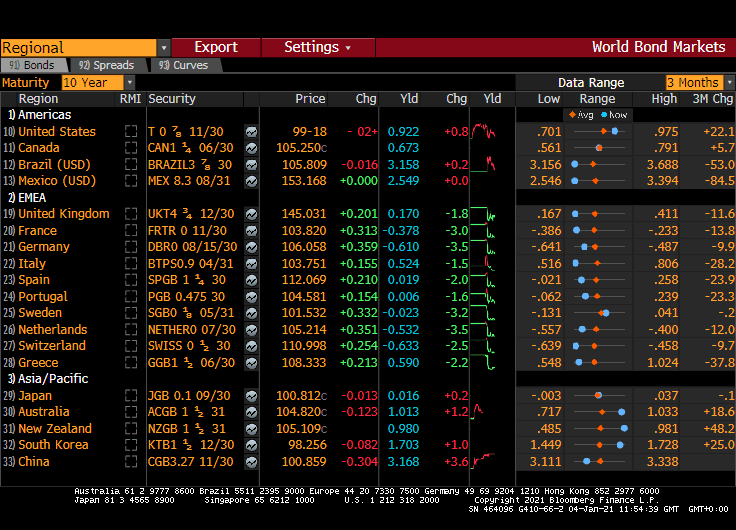 Regional Export Settings World Bond Markets
91) Bonds 92) Spreads 93) Curves
Maturity 10 Year Data Range 3 Months
Region RMI Security Price Chg Yld Chg Yld Low Range High 3M Chg
1) Americas Avg Now
10) United States T 0 ⅞ 11/30 99-18 - 02+ 0.922 +0.8 .701 .975 +22.1
11) Canada CAN1 ¼ 06/30 105.250c 0.673 .561 .791 +5.7
12) Brazil (USD) BRAZIL3 ⅞ 30 105.809 -0.016 3.158 +0.2 3.156 3.688 -53.0
13) Mexico (USD) MEX 8.3 08/31 153.168 +0.000 2.549 +0.0 2.546 3.394 -84.5
2) EMEA
19) United Kingdom UKT4 ¾ 12/30 145.031 +0.201 0.170 -1.8 .167 .411 -11.6
20) France FRTR 0 11/30 103.820 +0.313 -0.378 -3.0 -.386 -.233 -13.8
21) Germany DBR0 08/15/30 106.058 +0.359 -0.610 -3.5 -.641 -.487 -9.9
22) Italy BTPS0.9 04/31 103.751 +0.155 0.524 -1.5 .516 .806 -28.2
23) Spain SPGB 1 ¼ 30 112.069 +0.210 0.019 -2.0 -.021 .258 -23.9
24) Portugal PGB 0.475 30 104.581 +0.154 0.006 -1.6 -.062 .239 -23.3
25) Sweden SGB0 ⅛ 05/31 101.532 +0.332 -0.023 -3.2 -.131 .041 -.2
26) Netherlands NETHER0 07/30 105.214 +0.351 -0.532 -3.5 -.557 -.400 -12.0
27) Switzerland SWISS 0 ½ 30 110.998 +0.254 -0.633 -2.5 -.639 -.458 -9.7
28) Greece GGB1 ½ 06/30 108.333 +0.213 0.590 -2.2 .548 1.024 -37.8
3) Asia/Pacific
29) Japan JGB 0.1 09/30 100.812c -0.013 0.016 +0.2 -.003 .037 -.1
30) Australia ACGB 1 ½ 31 104.820c -0.123 1.013 +1.2 .717 1.033 +18.6
31) New Zealand NZGB 1 ½ 31 105.109c 0.980 .485 .981 +48.2
32) South Korea KTB1 ½ 12/30 98.256 -0.082 1.703 +1.0 1.449 1.728 +25.0
33) China CGB3.27 11/30 100.859 -0.304 3.168 +3.6 3.111 3.338
Australia 61 2 9777 8600 Brazil 5511 2395 9000 Europe 44 20 7330 7500 Germany 49 69 9204 1210 Hong Kong 852 2977 6000
Japan 81 3 4565 8900 Singapore 65 6212 1000 U.S. 1 212 318 2000 Copyright 2021 Bloomberg Finance L.P.
SN 464096 G410-66-2 04-Jan-21 11:54:39 GMT GMT+0:00